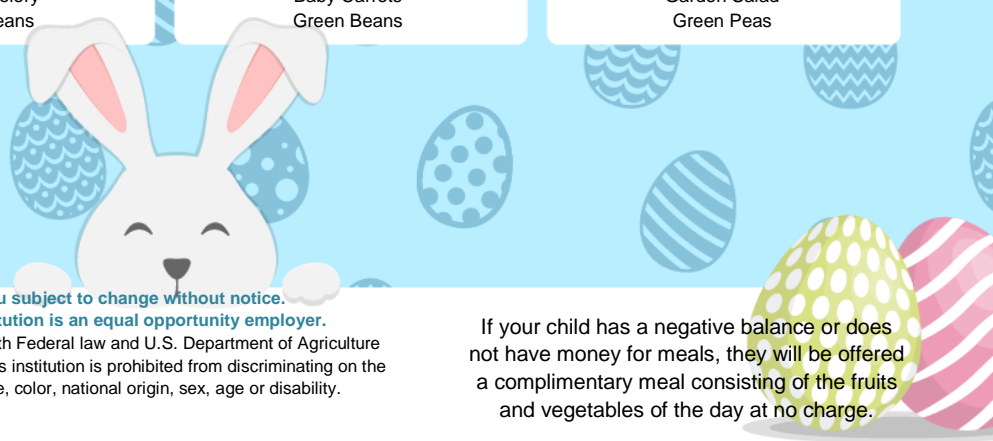 eans
Baby Carrots
Green Beans
Garden Salad
Green Peas
u subject to change without notice.
tution is an equal opportunity employer.
th Federal law and U.S. Department of Agriculture
s institution is prohibited from discriminating on the
e, color, national origin, sex, age or disability.
If your child has a negative balance or does
not have money for meals, they will be offered
a complimentary meal consisting of the fruits
and vegetables of the day at no charge.